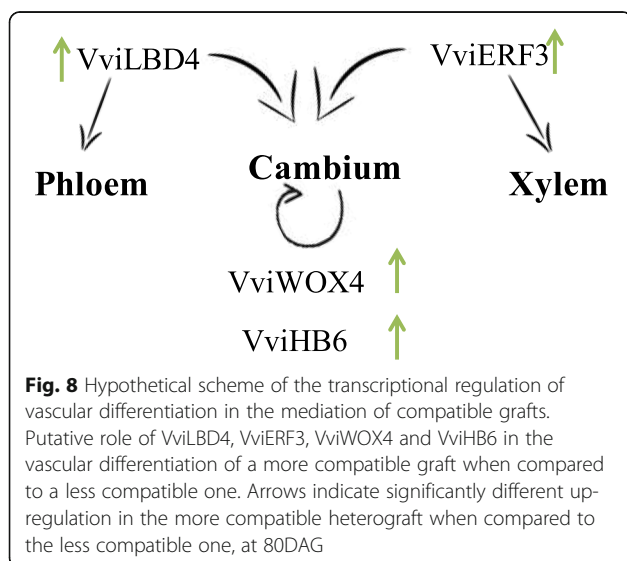 VviLBD4 VviERF3
Phloem Cambium Xylem
VviWOX4
VviHB6
Fig. 8 Hypothetical scheme of the transcriptional regulation of
vascular differentiation in the mediation of compatible grafts.
Putative role of VviLBD4, VviERF3, VviWOX4 and VviHB6 in the
vascular differentiation of a more compatible graft when compared
to a less compatible one. Arrows indicate significantly different up-
regulation in the more compatible heterograft when compared to
the less compatible one, at 80DAG